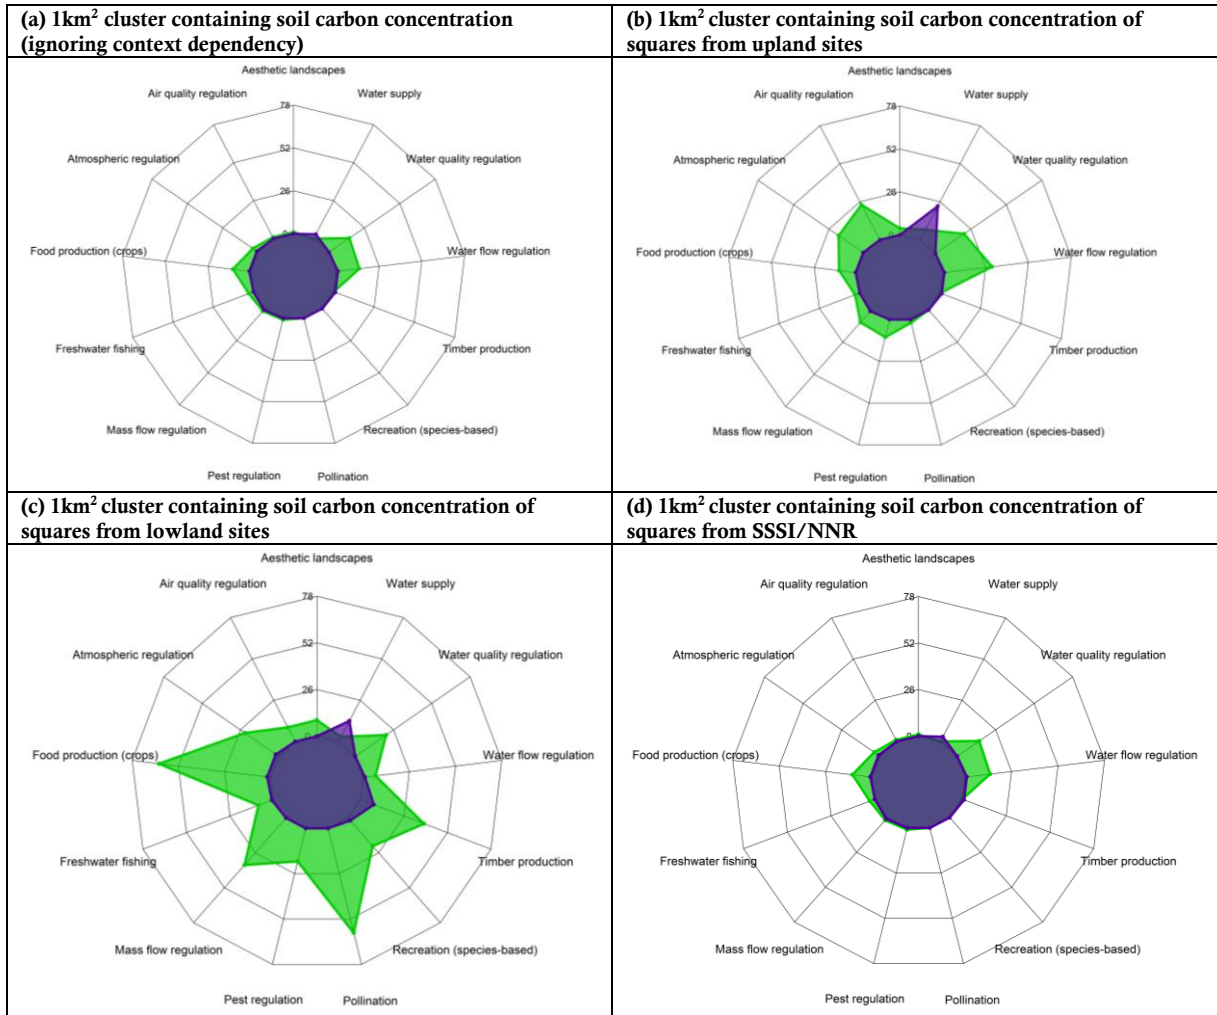 (a) 1km² cluster containing soil carbon concentration
(ignoring context dependency)
Aesthetic landscapes
Air quality regulation
Water supply
78
Atmospheric regulation
52
Water quality regulation
26
0
Food production (crops)
Water flow regulation
Freshwater fishing
Timber production
Mass flow regulation
Recreation (species-based)
Pest regulation
Pollination
(b) 1km² cluster containing soil carbon concentration of
squares from upland sites
Aesthetic landscapes
Air quality regulation
Water supply
78
Atmospheric regulation
52
Water quality regulation
26
0
Food production (crops)
Water flow regulation
Freshwater fishing
Timber production
Mass flow regulation
Recreation (species-based)
Pest regulation
Pollination
(c) 1km² cluster containing soil carbon concentration of
squares from lowland sites
Aesthetic landscapes
Air quality regulation
Water supply
78
Atmospheric regulation
52
Water quality regulation
26
0
Food production (crops)
Water flow regulation
Freshwater fishing
Timber production
Mass flow regulation
Recreation (species-based)
Pest regulation
Pollination
(d) 1km² cluster containing soil carbon concentration of
squares from SSSI/NNR
Aesthetic landscapes
Air quality regulation
Water supply
78
Atmospheric regulation
52
Water quality regulation
26
0
Food production (crops)
Water flow regulation
Freshwater fishing
Timber production
Mass flow regulation
Recreation (species-based)
Pest regulation
Pollination